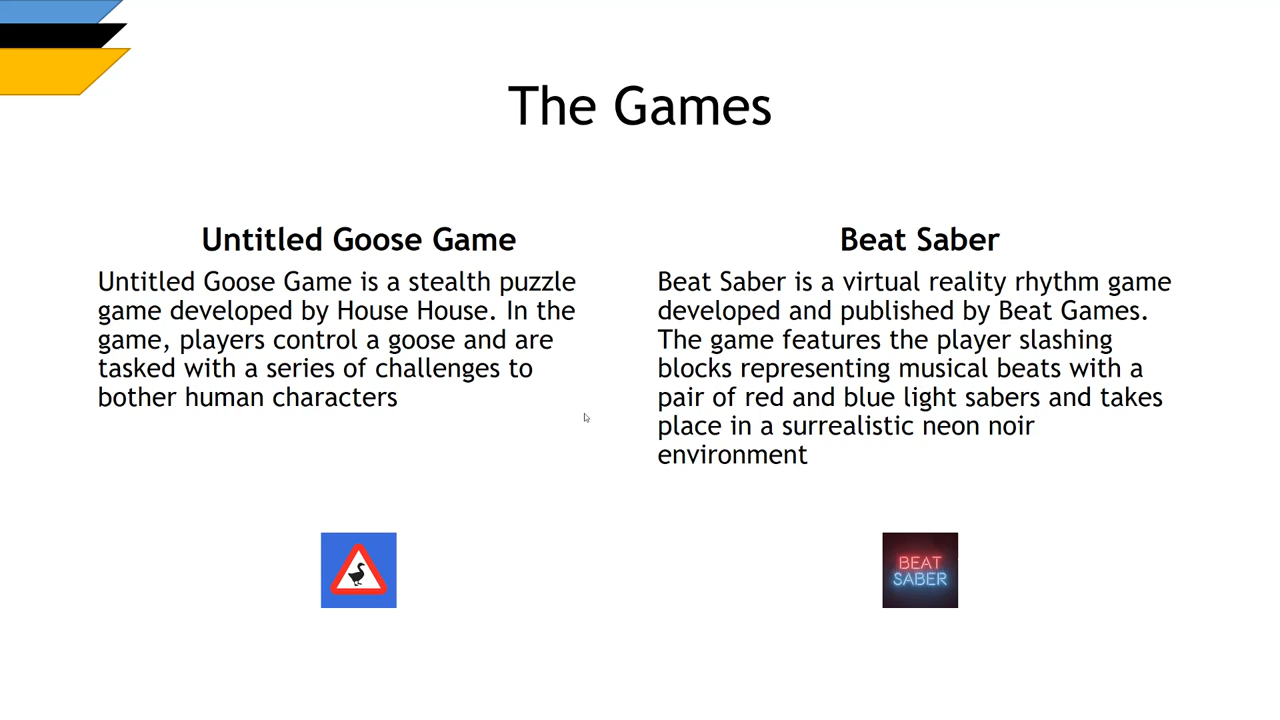 The Games
Untitled Goose Game
Untitled Goose Game is a stealth puzzle
game developed by House House. In the
game, players control a goose and are
tasked with a series of challenges to
bother human characters
Beat Saber
Beat Saber is a virtual reality rhythm game
developed and published by Beat Games.
The game features the player slashing
blocks representing musical beats with a
pair of red and blue light sabers and takes
place in a surrealistic neon noir
environment
BEAT
SABER